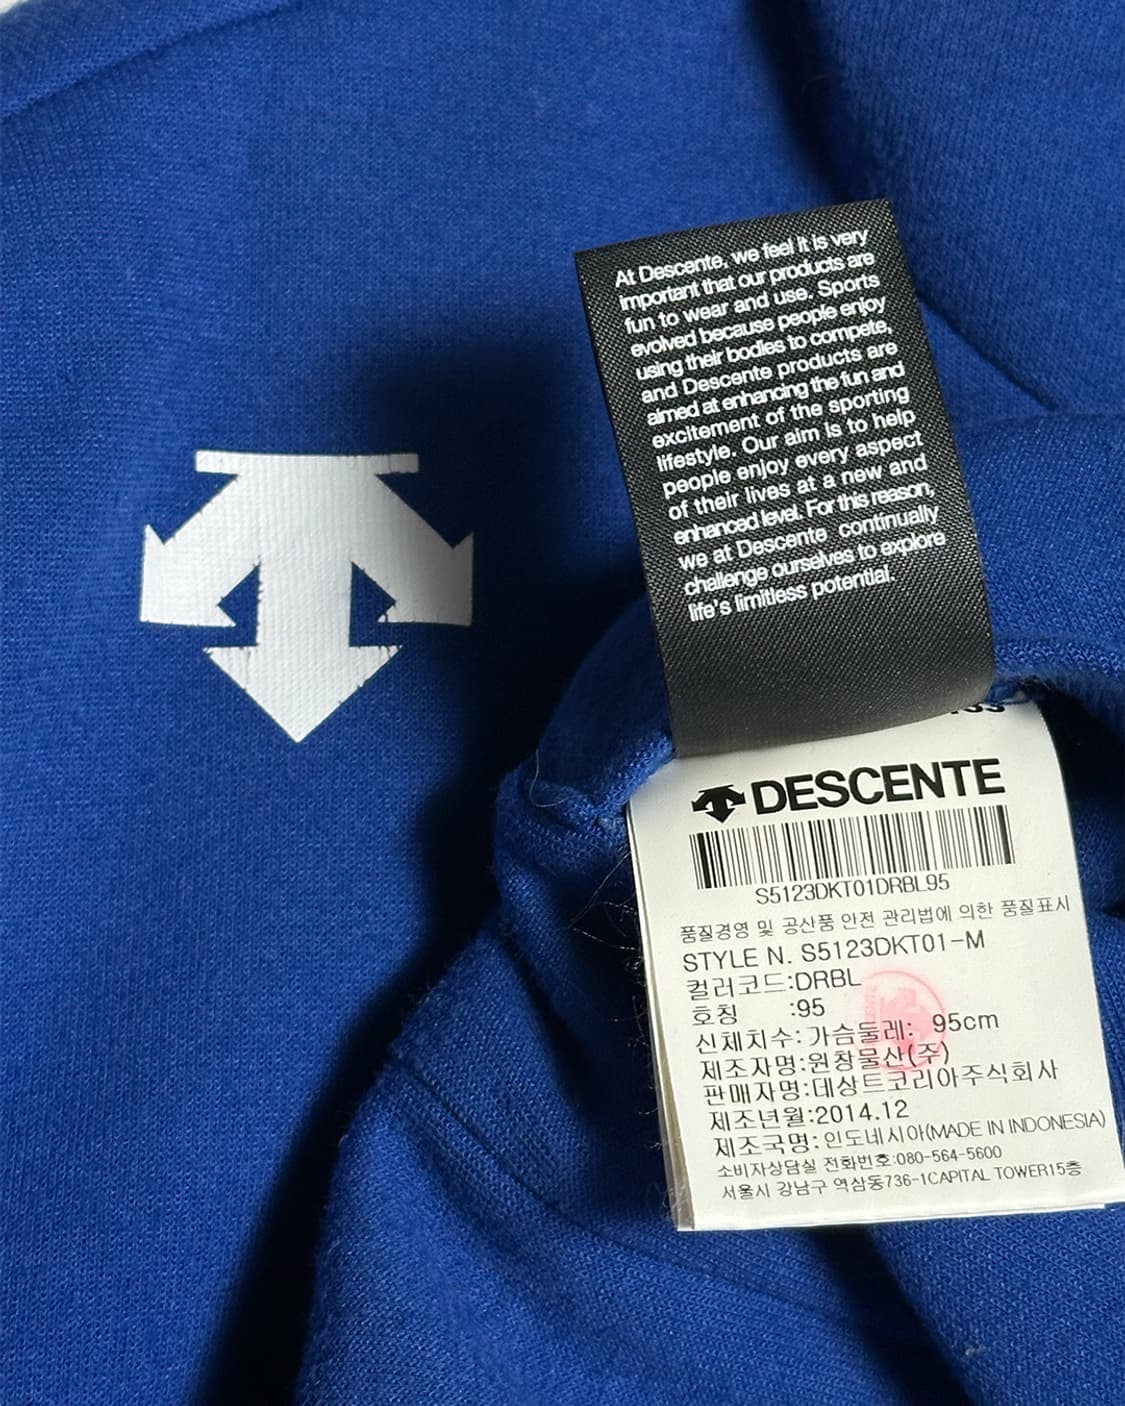 At Descente, we feel it is very
important that our products are
fun to wear and use. Sports
evolved because people enjoy
using their bodies to compete,
and Descente products are
aimed at enhancing the fun and
excitement of the sporting
lifestyle. Our aim is to help
people enjoy every aspect
of their lives at a new and
enhanced level. For this reason,
we at Descente continually
challenge ourselves to explore
life's limitless potential.
DESCENTE
S5123DKT01DRBL95
품질경영 및 공산품 안전 관리법에 의한 품질표시
STYLE N. S5123DKT01-M
컬러코드:DRBL
호칭 :95
신체치수: 가슴둘레: 95cm
제조자명:원창물산(주)
판매자명:데상트코리아주식회사
제조년월:2014.12
제조국명:인도네시아(MADE IN INDONESIA)
소비자상담실 전화번호:080-564-5600
서울시 강남구 역삼동736-1CAPITAL TOWER15층